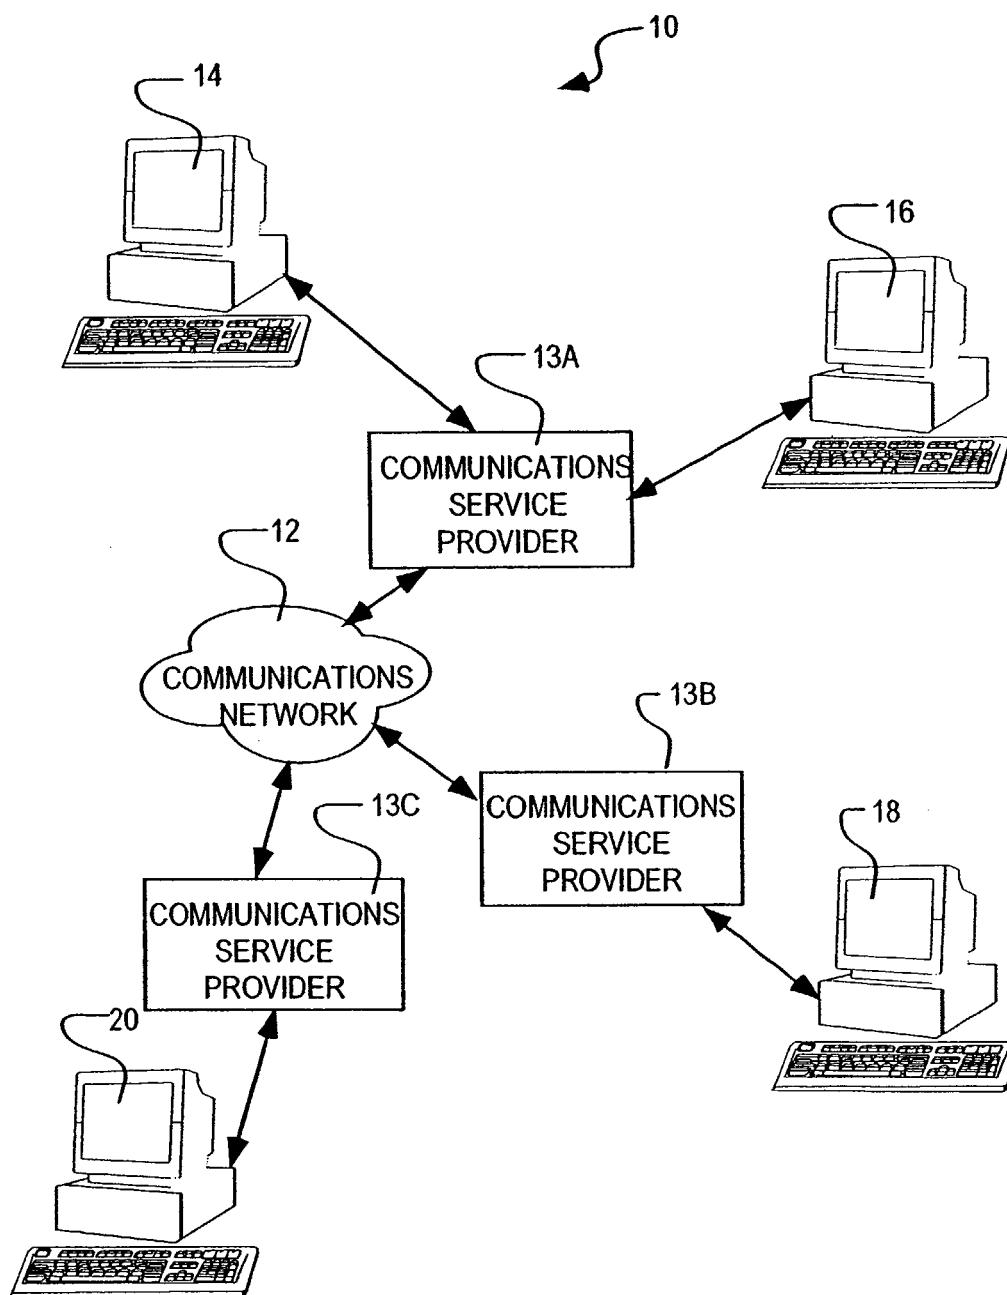 10
14
16
13A
COMMUNICATIONS
SERVICE
PROVIDER
12
COMMUNICATIONS
NETWORK
13B
COMMUNICATIONS
SERVICE
PROVIDER
13C
18
COMMUNICATIONS
SERVICE
PROVIDER
20